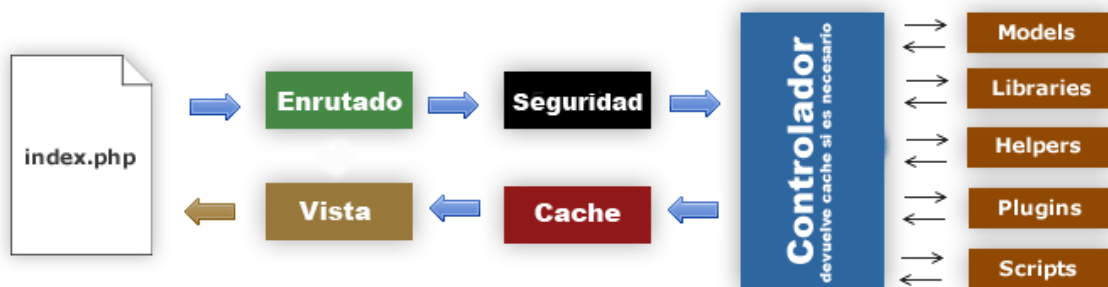 index.php
Enrutado
Seguridad
Controlador
devuelve cache si es necesario
Vista
Cache
Models
Libraries
Helpers
Plugins
Scripts